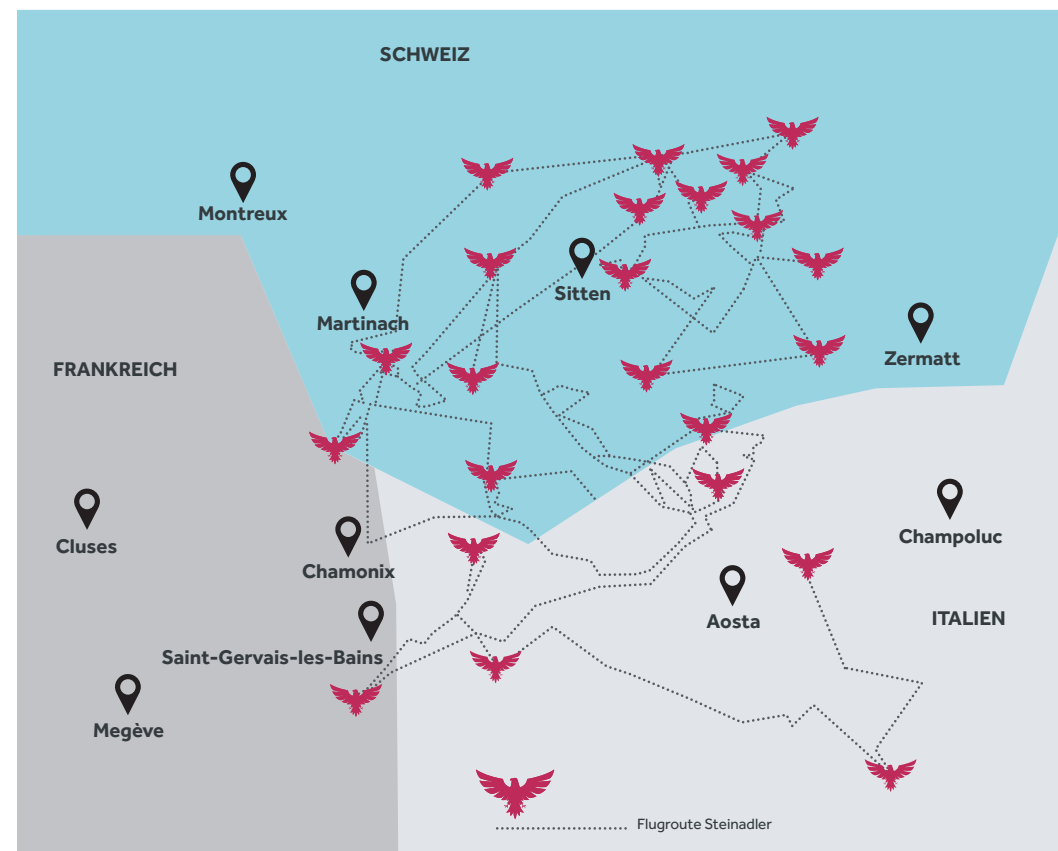 SCHWEIZ
Montreux
Sitten
Martinach
Zermatt
FRANKREICH
Cluses
Champoluc
Chamonix
Aosta
ITALIEN
Saint-Gervais-les-Bains
Megève
Flugroute Steinadler